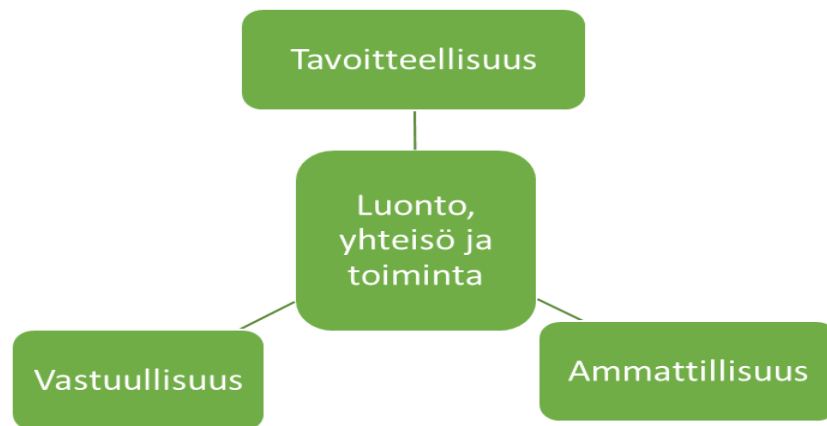 Tavoitteellisuus
Luonto,
yhteisö ja
toiminta
Vastuullisuus
Ammattillisuus